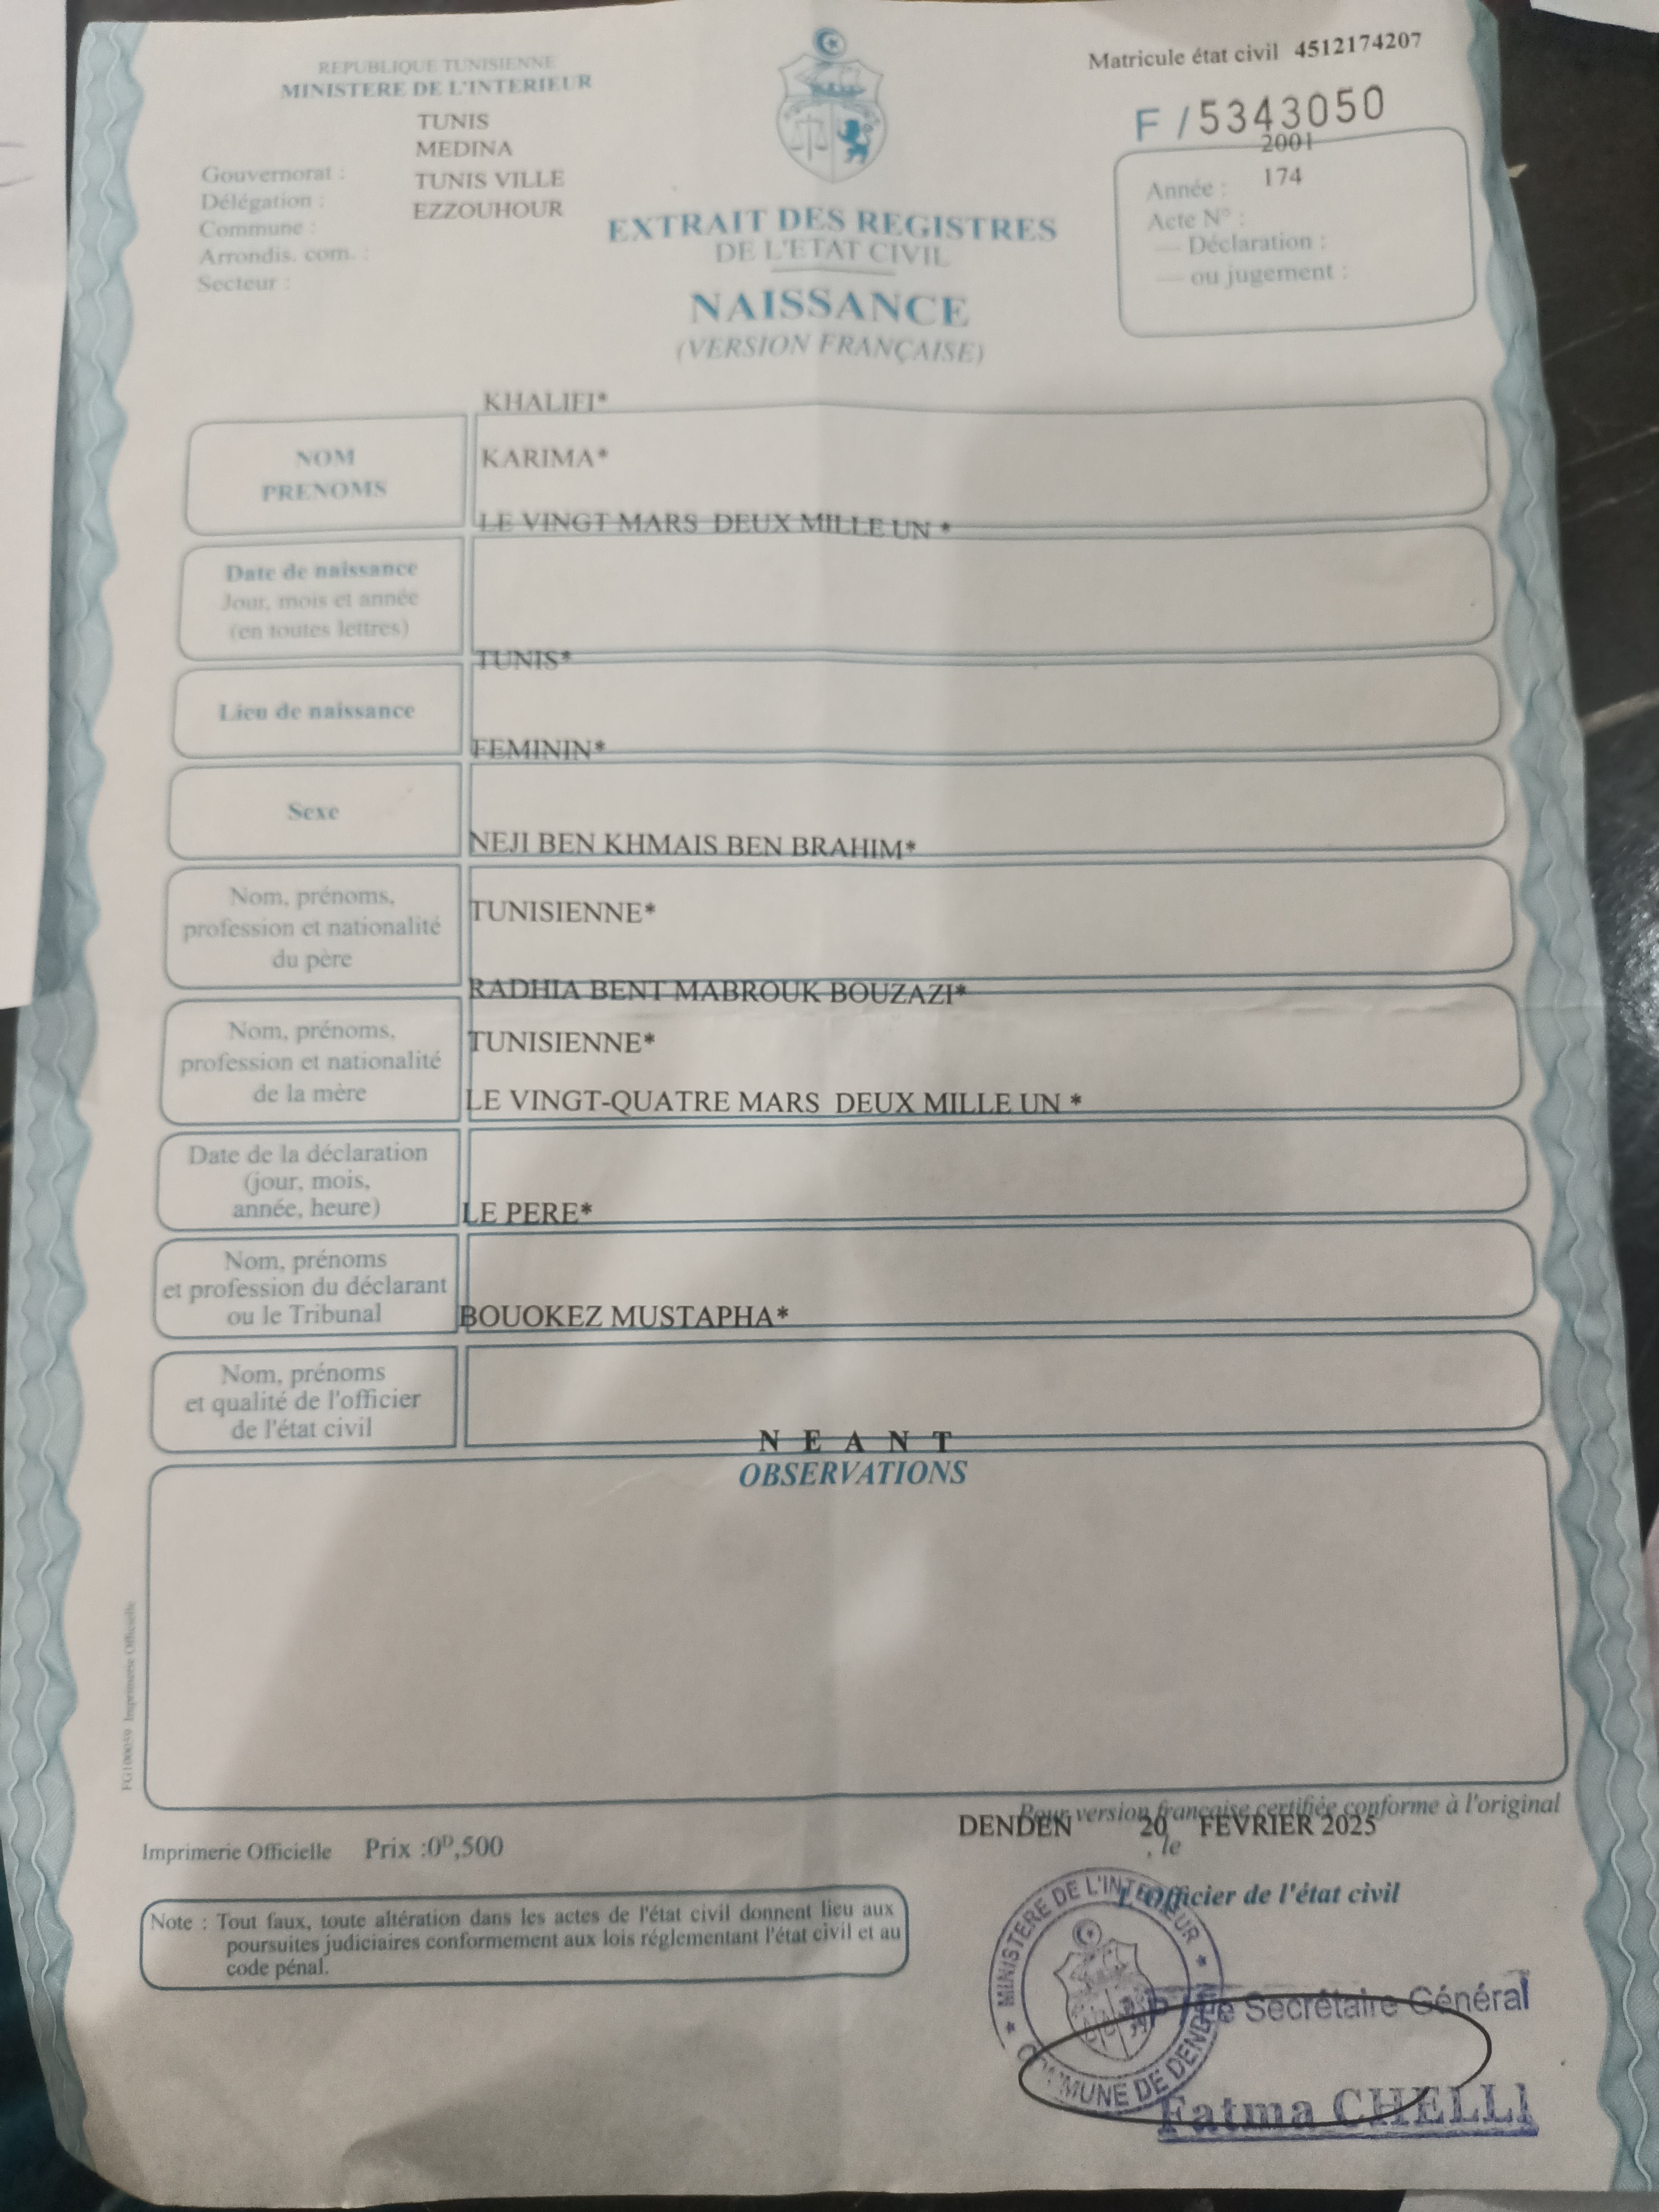 REPUBLIQUE TUNISIENNE
MINISTERE DE L'INTERIEUR
TUNIS
MEDINA
Gouvernorat : TUNIS VILLE
Délégation : EZZOUHOUR
Commune :
Arrondis. com. :
Secteur :
Matricule état civil 4512174207
F / 5343050
2001
Année : 174
Acte N° :
— Déclaration :
— ou jugement :
EXTRAIT DES REGISTRES
DE L'ETAT CIVIL
NAISSANCE
(VERSION FRANÇAISE)
KHALIFI*
NOM
PRENOMS
KARIMA*
LE VINGT MARS DEUX MILLE UN *
Date de naissance
Jour, mois et année
(en toutes lettres)
TUNIS*
Lieu de naissance
FEMININ*
Sexe
NEJI BEN KHMAIS BEN BRAHIM*
Nom, prénoms,
profession et nationalité
du père
TUNISIENNE*
RADHIA BENT MABROUK BOUZAZI*
Nom, prénoms,
profession et nationalité
de la mère
TUNISIENNE*
LE VINGT-QUATRE MARS DEUX MILLE UN *
Date de la déclaration
(jour, mois,
année, heure)
LE PERE*
Nom, prénoms
et profession du déclarant
ou le Tribunal
BOUOKEZ MUSTAPHA*
Nom, prénoms
et qualité de l'officier
de l'état civil
N E A N T
OBSERVATIONS
FG100059 Imprimerie Officielle
Pour version française certifiée conforme à l'original
DENDEN 20 FEVRIER 2025
, le
Imprimerie Officielle Prix :0ᴰ,500
L'Officier de l'état civil
Note : Tout faux, toute altération dans les actes de l'état civil donnent lieu aux
poursuites judiciaires conformement aux lois réglementant l'état civil et au
code pénal.
★ MINISTERE DE L'INTERIEUR ★
COMMUNE DE DENDEN
Le Secrétaire Général
Fatma CHELLI